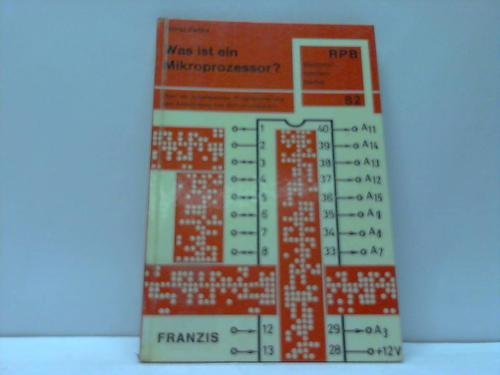 Was ist ein
Mikroprozessor?
RPB
82
1 40 A11
2 39 A14
3 38 A13
4 37 A12
5 36 A15
6 35 A9
7 34 A8
8 33 A7
FRANZIS 12 29 A3
13 28 +12V